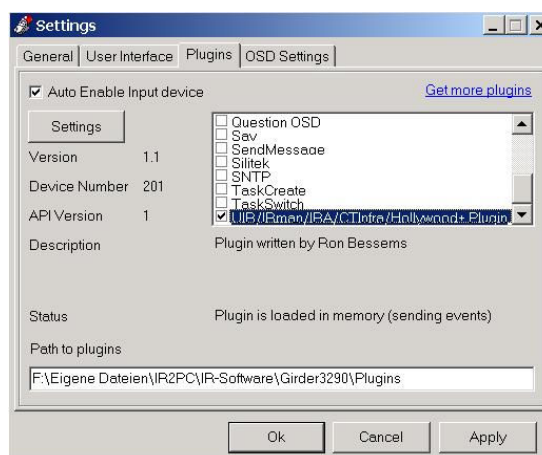 Settings
General User Interface Plugins OSD Settings
Auto Enable Input device
Get more plugins
Settings
Question OSD
Say
SendMessage
Silitek
SNTP
TaskCreate
TaskSwitch
UIR/IRman/IRA/CTInfra/Hollywood+ Plugin
Version 1.1
Device Number 201
API Version 1
Description Plugin written by Ron Bessems
Status Plugin is loaded in memory (sending events)
Path to plugins
F:\Eigene Dateien\IR2PC\IR-Software\Girder3290\Plugins
Ok Cancel Apply